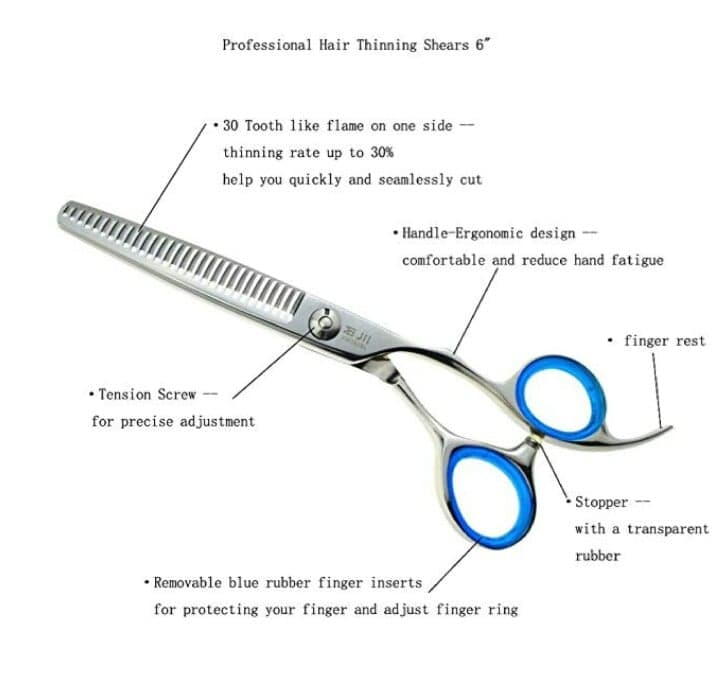 Professional Hair Thinning Shears 6″
• 30 Tooth like flame on one side --
thinning rate up to 30%
help you quickly and seamlessly cut
• Handle-Ergonomic design --
comfortable and reduce hand fatigue
• finger rest
• Tension Screw --
for precise adjustment
• Stopper --
with a transparent
rubber
• Removable blue rubber finger inserts
for protecting your finger and adjust finger ring